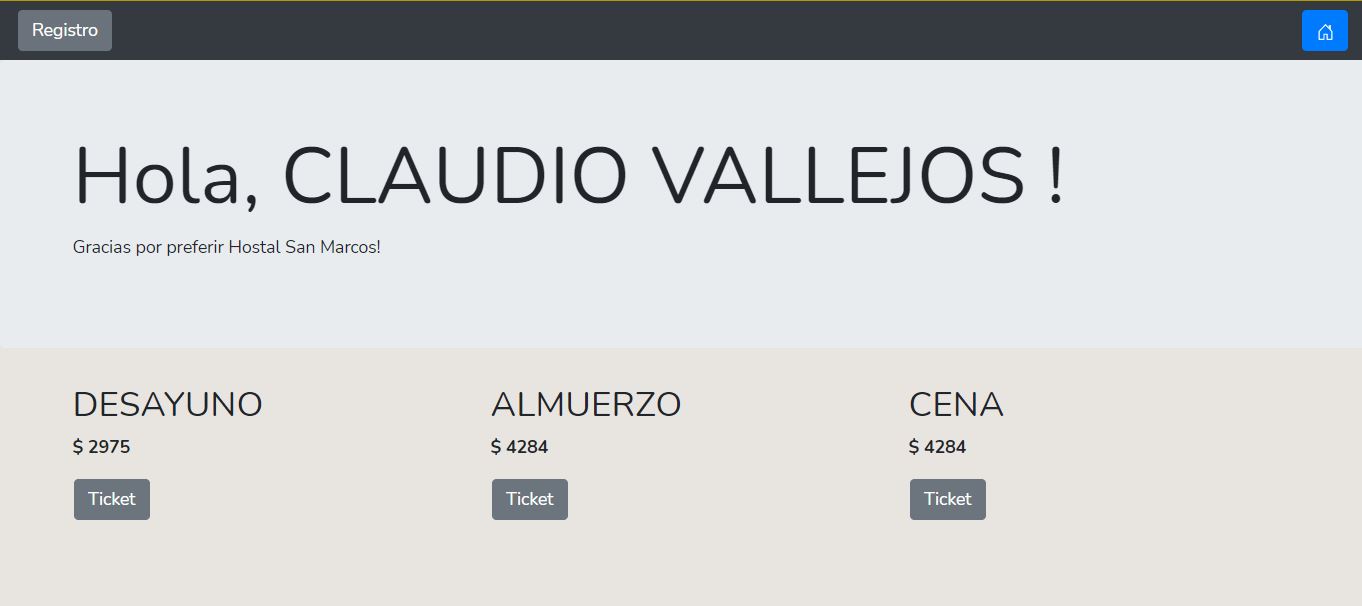 Registro
Hola, CLAUDIO VALLEJOS !
Gracias por preferir Hostal San Marcos!
DESAYUNO
$ 2975
Ticket
ALMUERZO
$ 4284
Ticket
CENA
$ 4284
Ticket